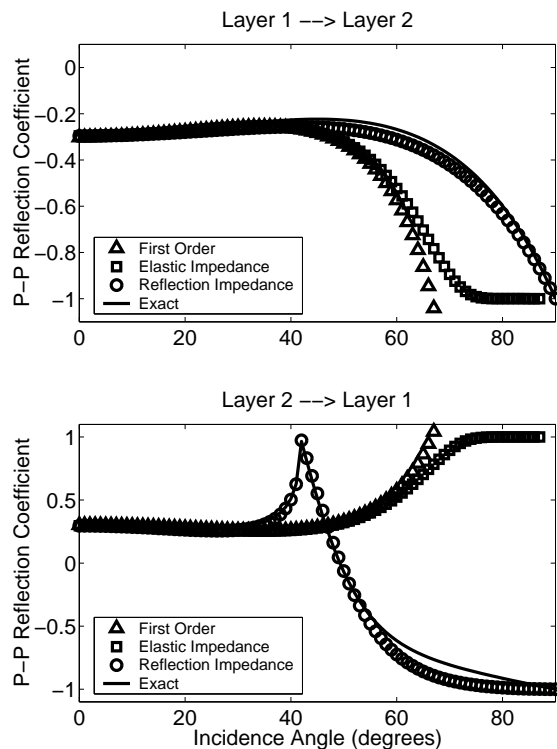 Layer 1 −−> Layer 2
P−P Reflection Coefficient
0
−0.2
−0.4
−0.6
−0.8
−1
First Order
Elastic Impedance
Reflection Impedance
Exact
0 20 40 60 80
Layer 2 −−> Layer 1
P−P Reflection Coefficient
1
0.5
0
−0.5
−1
First Order
Elastic Impedance
Reflection Impedance
Exact
0 20 40 60 80
Incidence Angle (degrees)